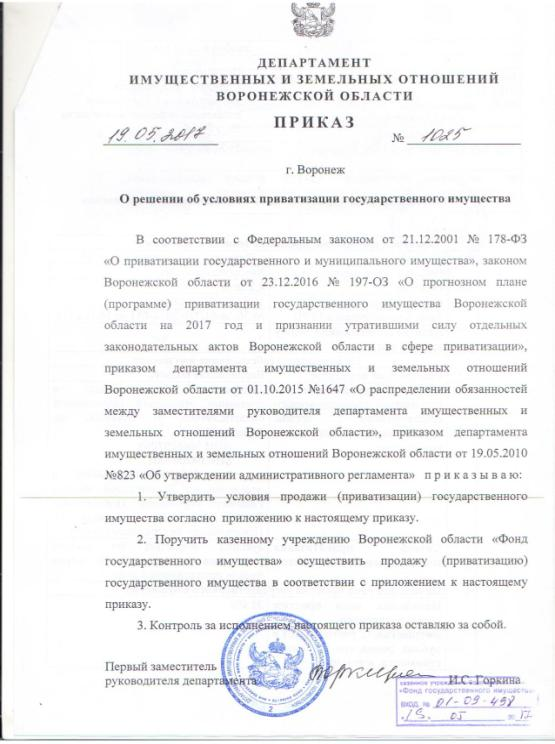 ДЕПАРТАМЕНТ
ИМУЩЕСТВЕННЫХ И ЗЕМЕЛЬНЫХ ОТНОШЕНИЙ
ВОРОНЕЖСКОЙ ОБЛАСТИ
ПРИКАЗ
19.05.2017 № 1025
г. Воронеж
О решении об условиях приватизации государственного имущества
В соответствии с Федеральным законом от 21.12.2001 № 178-ФЗ
«О приватизации государственного и муниципального имущества», законом
Воронежской области от 23.12.2016 № 197-ОЗ «О прогнозном плане
(программе) приватизации государственного имущества Воронежской
области на 2017 год и признании утратившими силу отдельных
законодательных актов Воронежской области в сфере приватизации»,
приказом департамента имущественных и земельных отношений
Воронежской области от 01.10.2015 №1647 «О распределении обязанностей
между заместителями руководителя департамента имущественных и
земельных отношений Воронежской области», приказом департамента
имущественных и земельных отношений Воронежской области от 19.05.2010
№823 «Об утверждении административного регламента» п р и к а з ы в а ю:
1. Утвердить условия продажи (приватизации) государственного
имущества согласно приложению к настоящему приказу.
2. Поручить казенному учреждению Воронежской области «Фонд
государственного имущества» осуществить продажу (приватизацию)
государственного имущества в соответствии с приложением к настоящему
приказу.
3. Контроль за исполнением настоящего приказа оставляю за собой.
Первый заместитель
руководителя департамента И.С. Горкина
«Фонд государственного имущества»
ВХОД. № 01-09-498
19 05 20 17
2